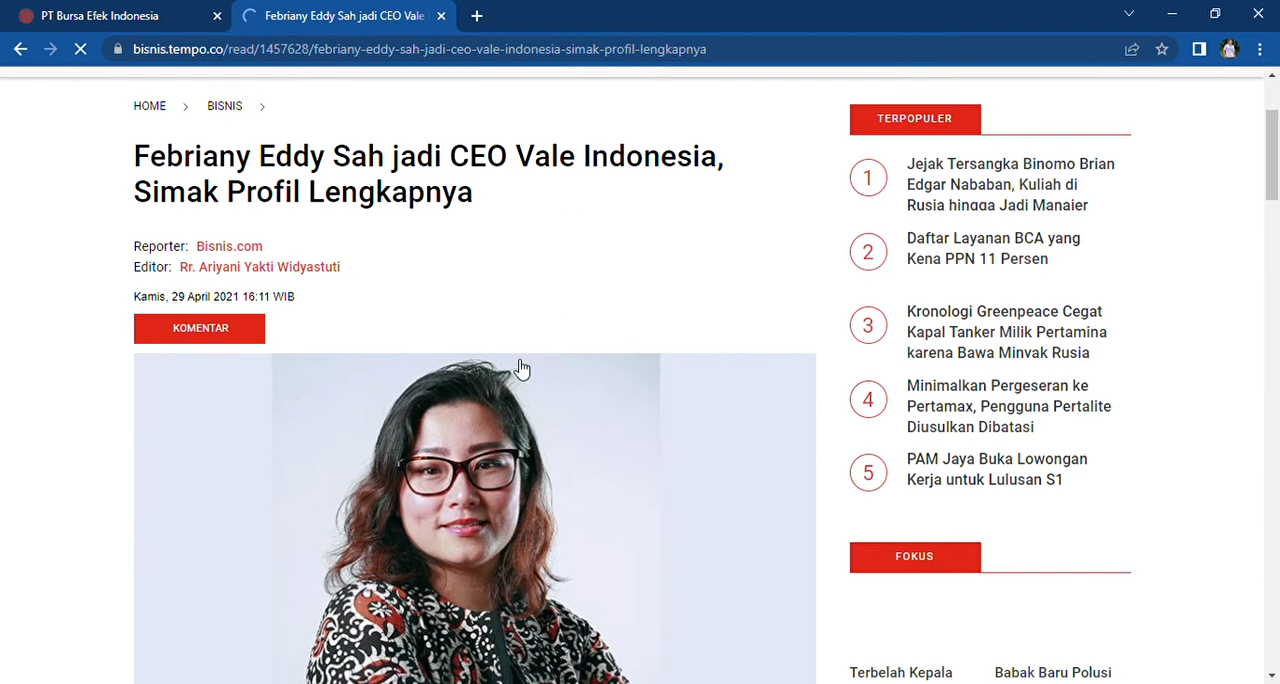 PT Bursa Efek Indonesia
Febriany Eddy Sah jadi CEO Vale
bisnis.tempo.co/read/1457628/febriany-eddy-sah-jadi-ceo-vale-indonesia-simak-profil-lengkapnya
HOME > BISNIS >
Febriany Eddy Sah jadi CEO Vale Indonesia,
Simak Profil Lengkapnya
Reporter: Bisnis.com
Editor: Rr. Ariyani Yakti Widyastuti
Kamis, 29 April 2021 16:11 WIB
KOMENTAR
TERPOPULER
1
Jejak Tersangka Binomo Brian
Edgar Nababan, Kuliah di
Rusia hingga Jadi Manajer
2
Daftar Layanan BCA yang
Kena PPN 11 Persen
3
Kronologi Greenpeace Cegat
Kapal Tanker Milik Pertamina
karena Bawa Minyak Rusia
4
Minimalkan Pergeseran ke
Pertamax, Pengguna Pertalite
Diusulkan Dibatasi
5
PAM Jaya Buka Lowongan
Kerja untuk Lulusan S1
FOKUS
Terbelah Kepala
Babak Baru Polusi